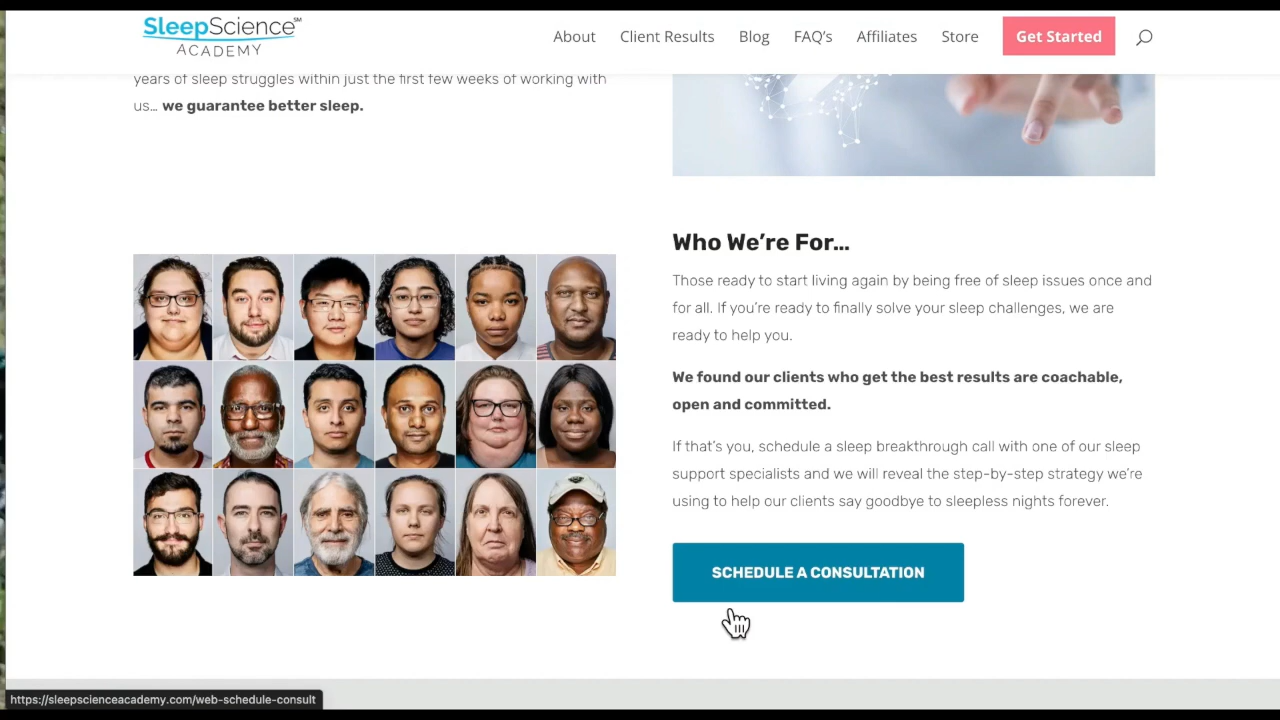 SleepScience℠
ACADEMY
About Client Results Blog FAQ's Affiliates Store Get Started
years of sleep struggles within just the first few weeks of working with
us… we guarantee better sleep.
Who We’re For…
Those ready to start living again by being free of sleep issues once and
for all. If you’re ready to finally solve your sleep challenges, we are
ready to help you.
We found our clients who get the best results are coachable,
open and committed.
If that’s you, schedule a sleep breakthrough call with one of our sleep
support specialists and we will reveal the step-by-step strategy we’re
using to help our clients say goodbye to sleepless nights forever.
SCHEDULE A CONSULTATION
https://sleepscienceacademy.com/web-schedule-consult